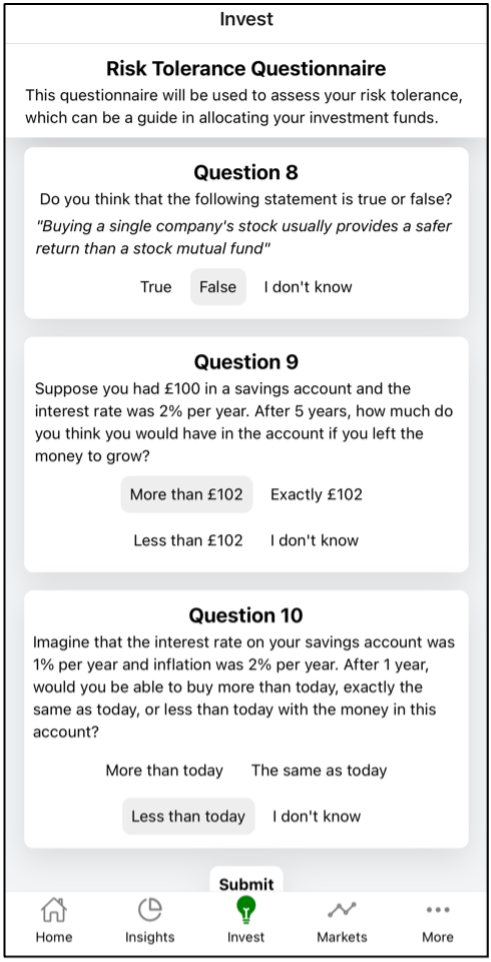 Invest
Risk Tolerance Questionnaire
This questionnaire will be used to assess your risk tolerance,
which can be a guide in allocating your investment funds.
Question 8
Do you think that the following statement is true or false?
"Buying a single company's stock usually provides a safer
return than a stock mutual fund"
True False I don't know
Question 9
Suppose you had £100 in a savings account and the
interest rate was 2% per year. After 5 years, how much do
you think you would have in the account if you left the
money to grow?
More than £102 Exactly £102
Less than £102 I don't know
Question 10
Imagine that the interest rate on your savings account was
1% per year and inflation was 2% per year. After 1 year,
would you be able to buy more than today, exactly the
same as today, or less than today with the money in this
account?
More than today The same as today
Less than today I don't know
Submit
Home Insights Invest Markets More